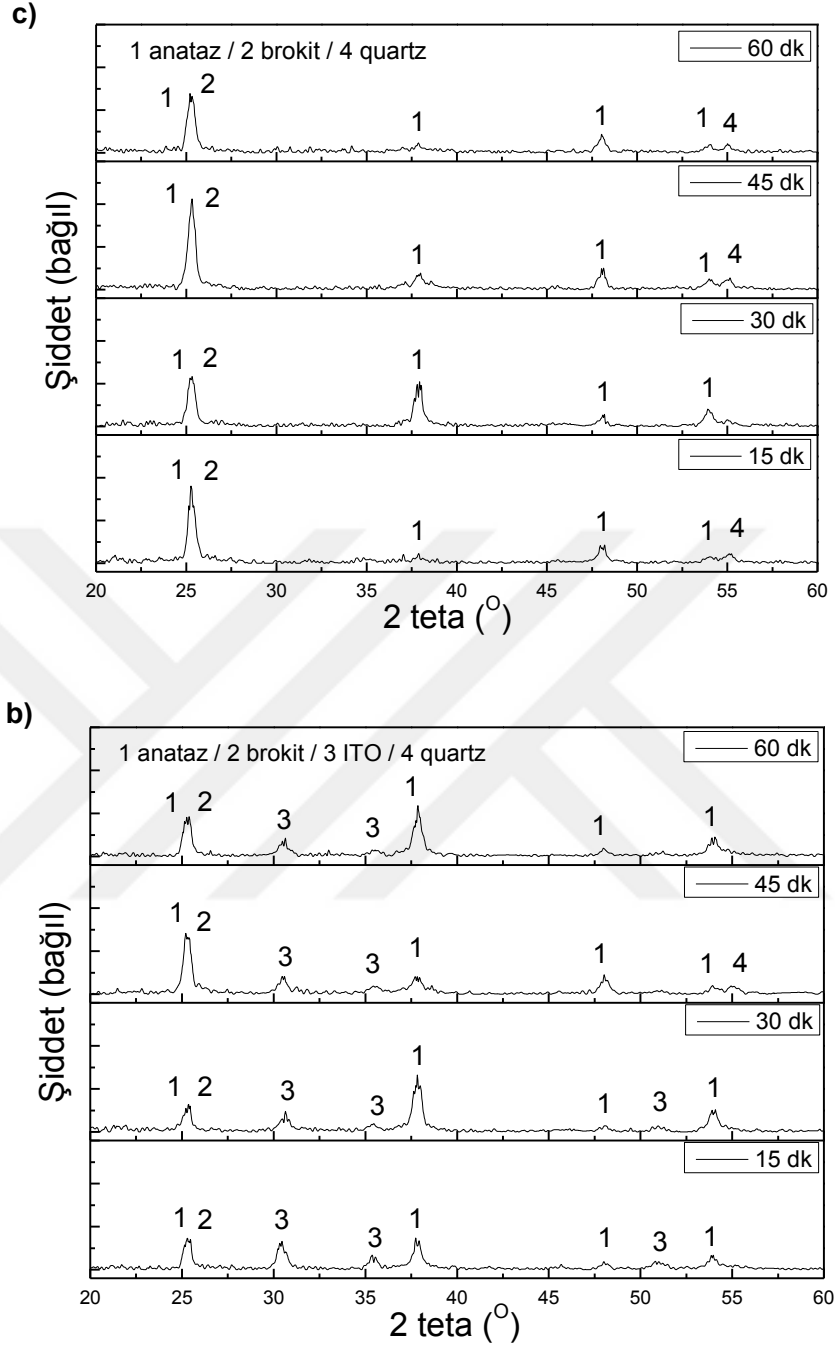 c)
1 anataz / 2 brokit / 4 quartz
60 dk
1 2 1 1 1 4
45 dk
1 2 1 1 1 4
30 dk
1 2 1 1 1
15 dk
1 2 1 1 1 4
Şiddet (bağıl)
20 25 30 35 40 45 50 55 60
2 teta (O)
b)
1 anataz / 2 brokit / 3 ITO / 4 quartz
60 dk
1 2 3 3 1 1 1
45 dk
1 2 3 3 1 1 1 4
30 dk
1 2 3 3 1 1 3 1
15 dk
1 2 3 3 1 1 3 1
Şiddet (bağıl)
20 25 30 35 40 45 50 55 60
2 teta (O)